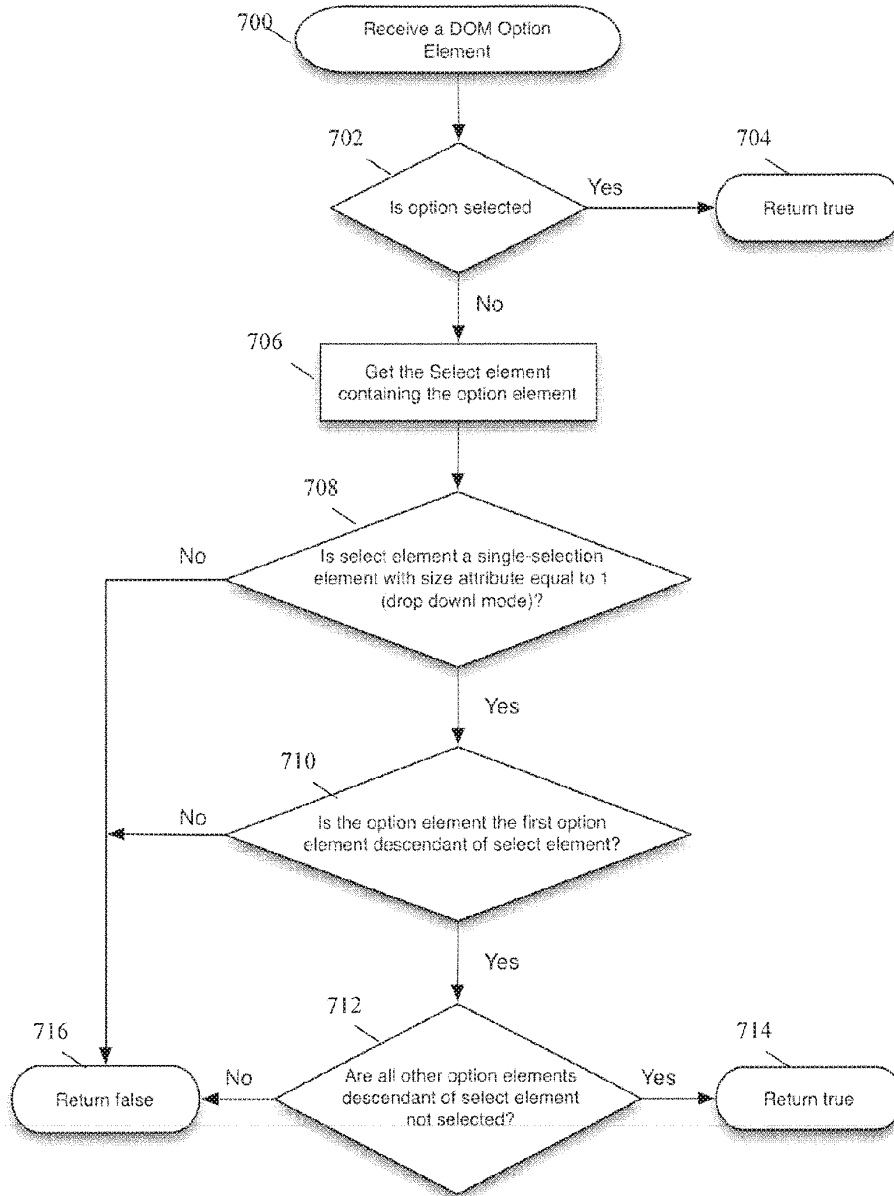 700
Receive a DOM Option
Element
702
Is option selected
Yes
704
Return true
No
706
Get the Select element
containing the option element
708
No
Is select element a single-selection
element with size attribute equal to 1
(drop downl mode)?
Yes
710
No
Is the option element the first option
element descendant of select element?
Yes
712
716
714
Return false
No
Are all other option elements
descendant of select element
not selected?
Yes
Return true